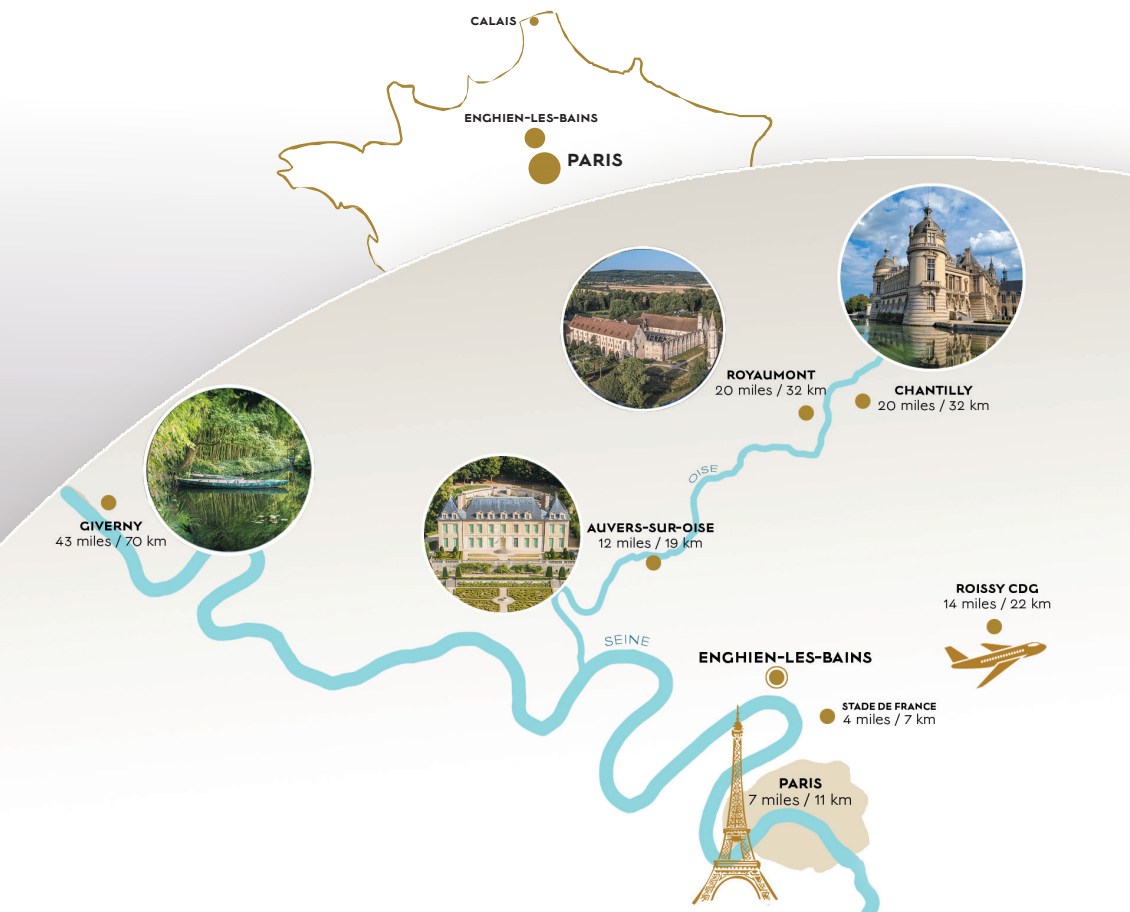 CALAIS
ENGHIEN-LES-BAINS
PARIS
ROYAUMONT
20 miles / 32 km
CHANTILLY
20 miles / 32 km
OISE
GIVERNY
43 miles / 70 km
AUVERS-SUR-OISE
12 miles / 19 km
ROISSY CDG
14 miles / 22 km
SEINE
ENGHIEN-LES-BAINS
STADE DE FRANCE
4 miles / 7 km
PARIS
7 miles / 11 km